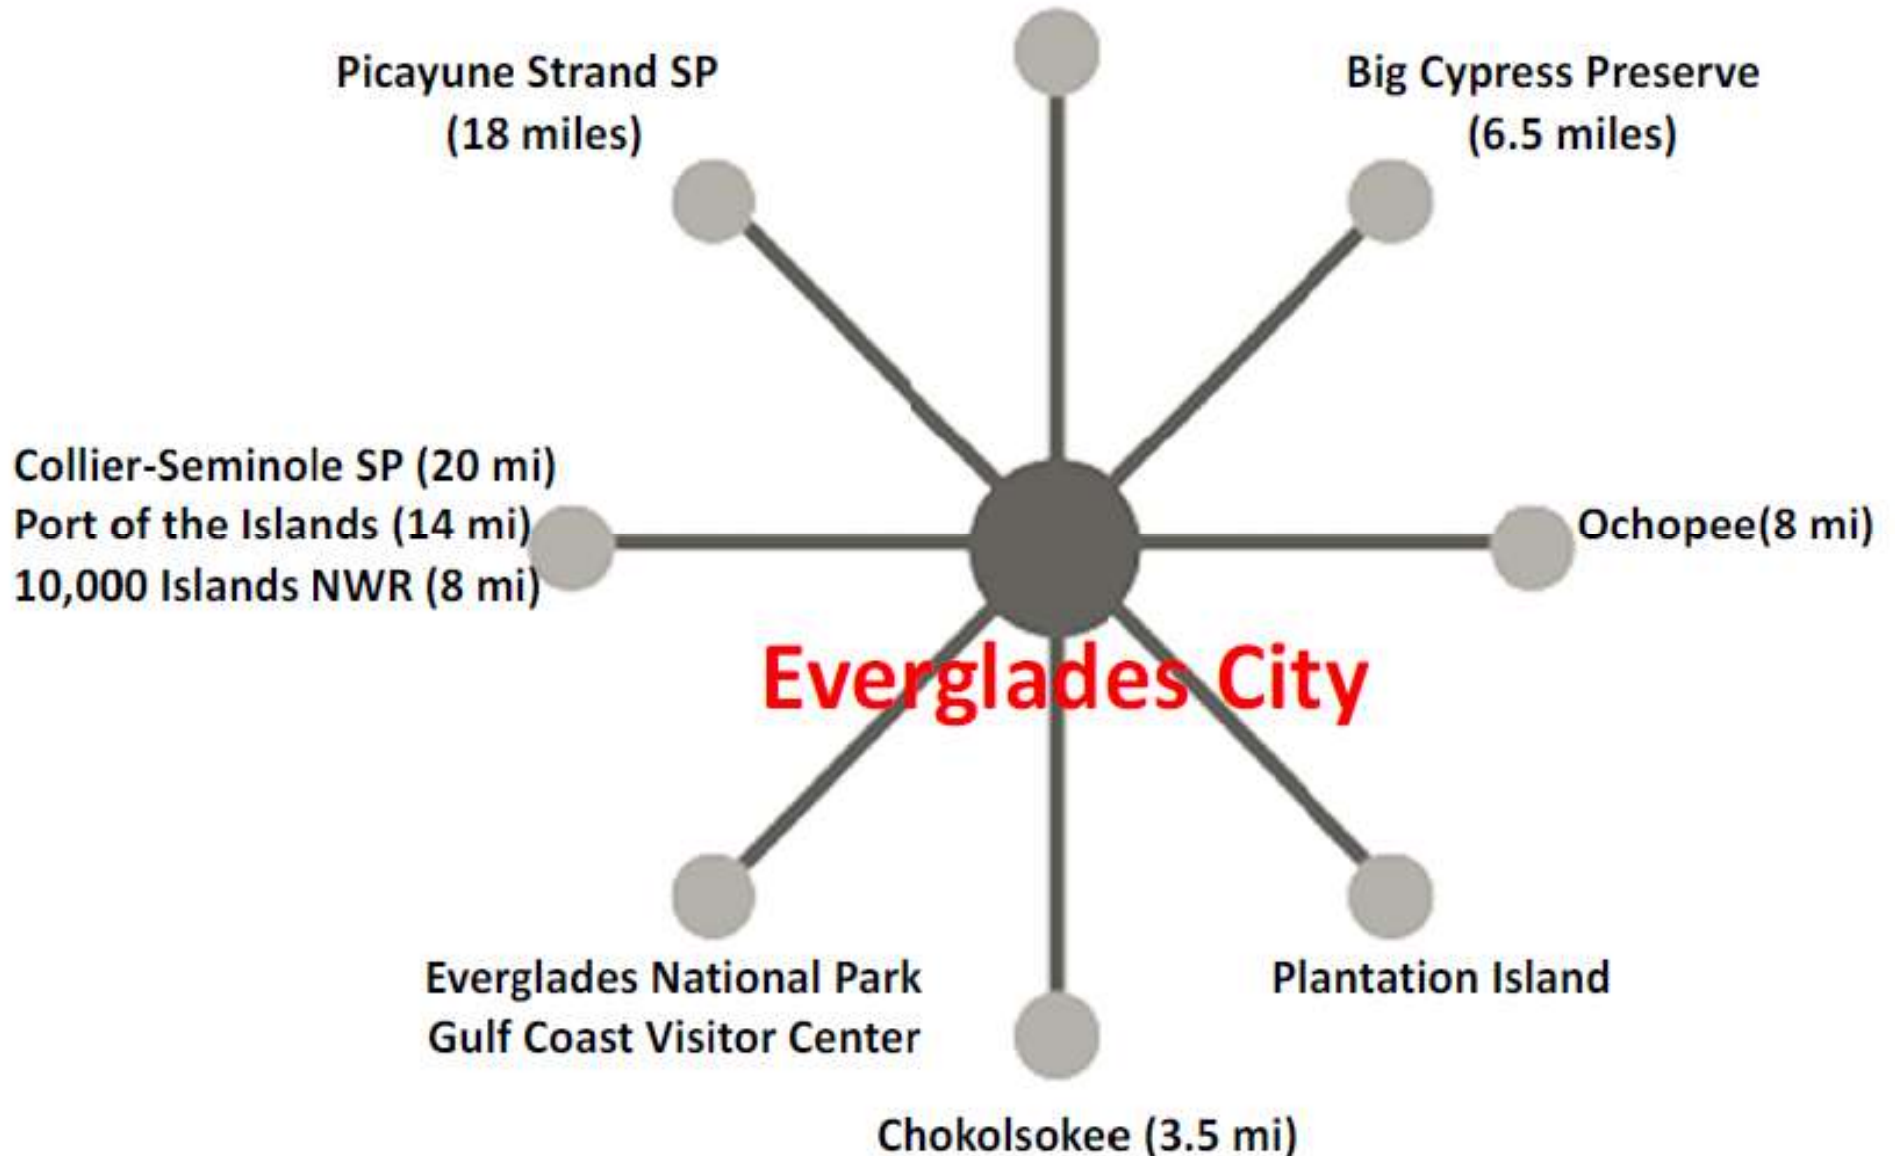 Picayune Strand SP
(18 miles)
Big Cypress Preserve
(6.5 miles)
Collier-Seminole SP (20 mi)
Port of the Islands (14 mi)
10,000 Islands NWR (8 mi)
Ochopee(8 mi)
Everglades City
Everglades National Park
Gulf Coast Visitor Center
Plantation Island
Chokolsokee (3.5 mi)